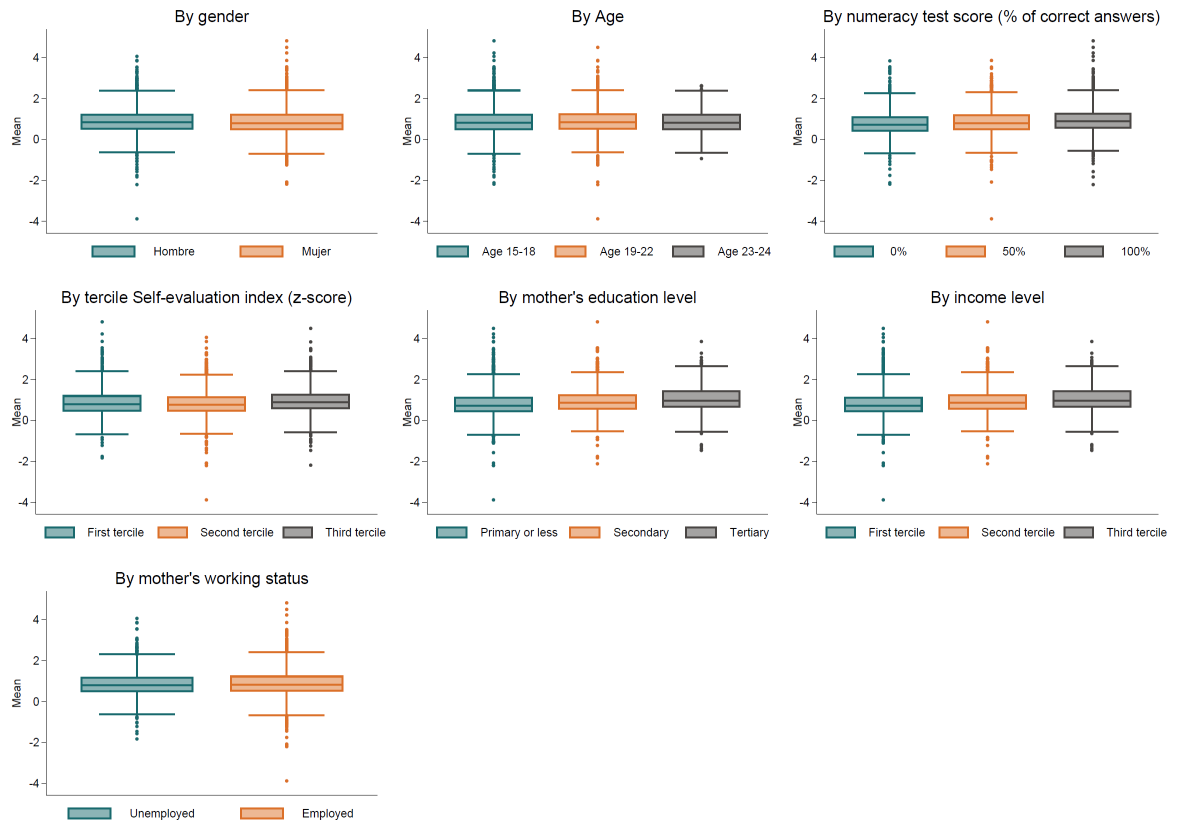 By gender
Mean
4
2
0
-2
-4
Hombre Mujer
By Age
Mean
4
2
0
-2
-4
Age 15-18 Age 19-22 Age 23-24
By numeracy test score (% of correct answers)
Mean
4
2
0
-2
-4
0% 50% 100%
By tercile Self-evaluation index (z-score)
Mean
4
2
0
-2
-4
First tercile Second tercile Third tercile
By mother's education level
Mean
4
2
0
-2
-4
Primary or less Secondary Tertiary
By income level
Mean
4
2
0
-2
-4
First tercile Second tercile Third tercile
By mother's working status
Mean
4
2
0
-2
-4
Unemployed Employed